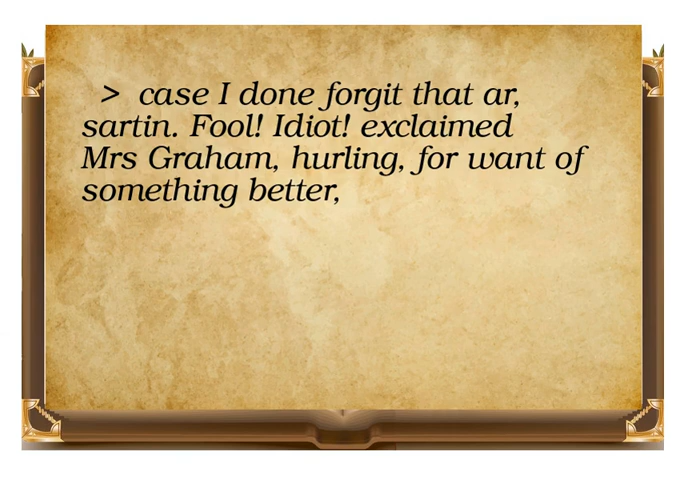 > case I done forgit that ar,
sartin. Fool! Idiot! exclaimed
Mrs Graham, hurling, for want of
something better,